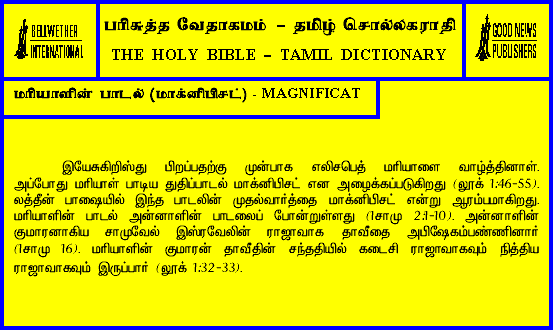 BELLWETHER
INTERNATIONAL
பரிசுத்த வேதாகமம் – தமிழ் சொல்லகராதி
THE HOLY BIBLE – TAMIL DICTIONARY
GOOD NEWS
PUBLISHERS
மரியாளின் பாடல் (மாக்னிபிசட்) - MAGNIFICAT
இயேசுகிறிஸ்து பிறப்பதற்கு முன்பாக எலிசபெத் மரியாளை வாழ்த்தினாள்.
அப்போது மரியாள் பாடிய துதிப்பாடல் மாக்னிபிசட் என அழைக்கப்படுகிறது (லூக் 1:46-55).
லத்தீன் பாஷையில் இந்த பாடலின் முதல்வார்த்தை மாக்னிபிசட் என்று ஆரம்பமாகிறது.
மரியாளின் பாடல் அன்னாளின் பாடலைப் போன்றுள்ளது (1சாமு 2:1-10). அன்னாளின்
குமாரனாகிய சாமுவேல் இஸ்ரவேலின் ராஜாவாக தாவீதை அபிஷேகம்பண்ணினார்
(1சாமு 16). மரியாளின் குமாரன் தாவீதின் சந்ததியில் கடைசி ராஜாவாகவும் நித்திய
ராஜாவாகவும் இருப்பார் (லூக் 1:32-33).